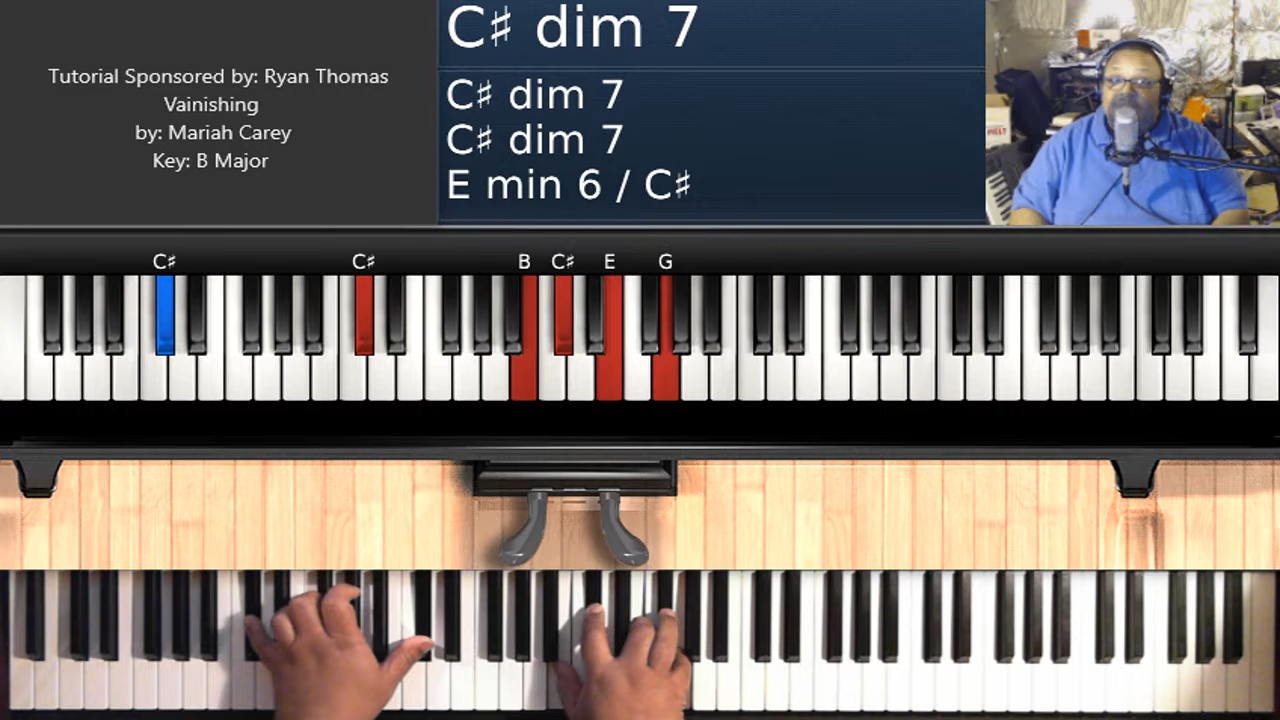 Tutorial Sponsored by: Ryan Thomas
Vainishing
by: Mariah Carey
Key: B Major
C♯ dim 7
C♯ dim 7
C♯ dim 7
E min 6 / C♯
C♯ C♯ B C♯ E G